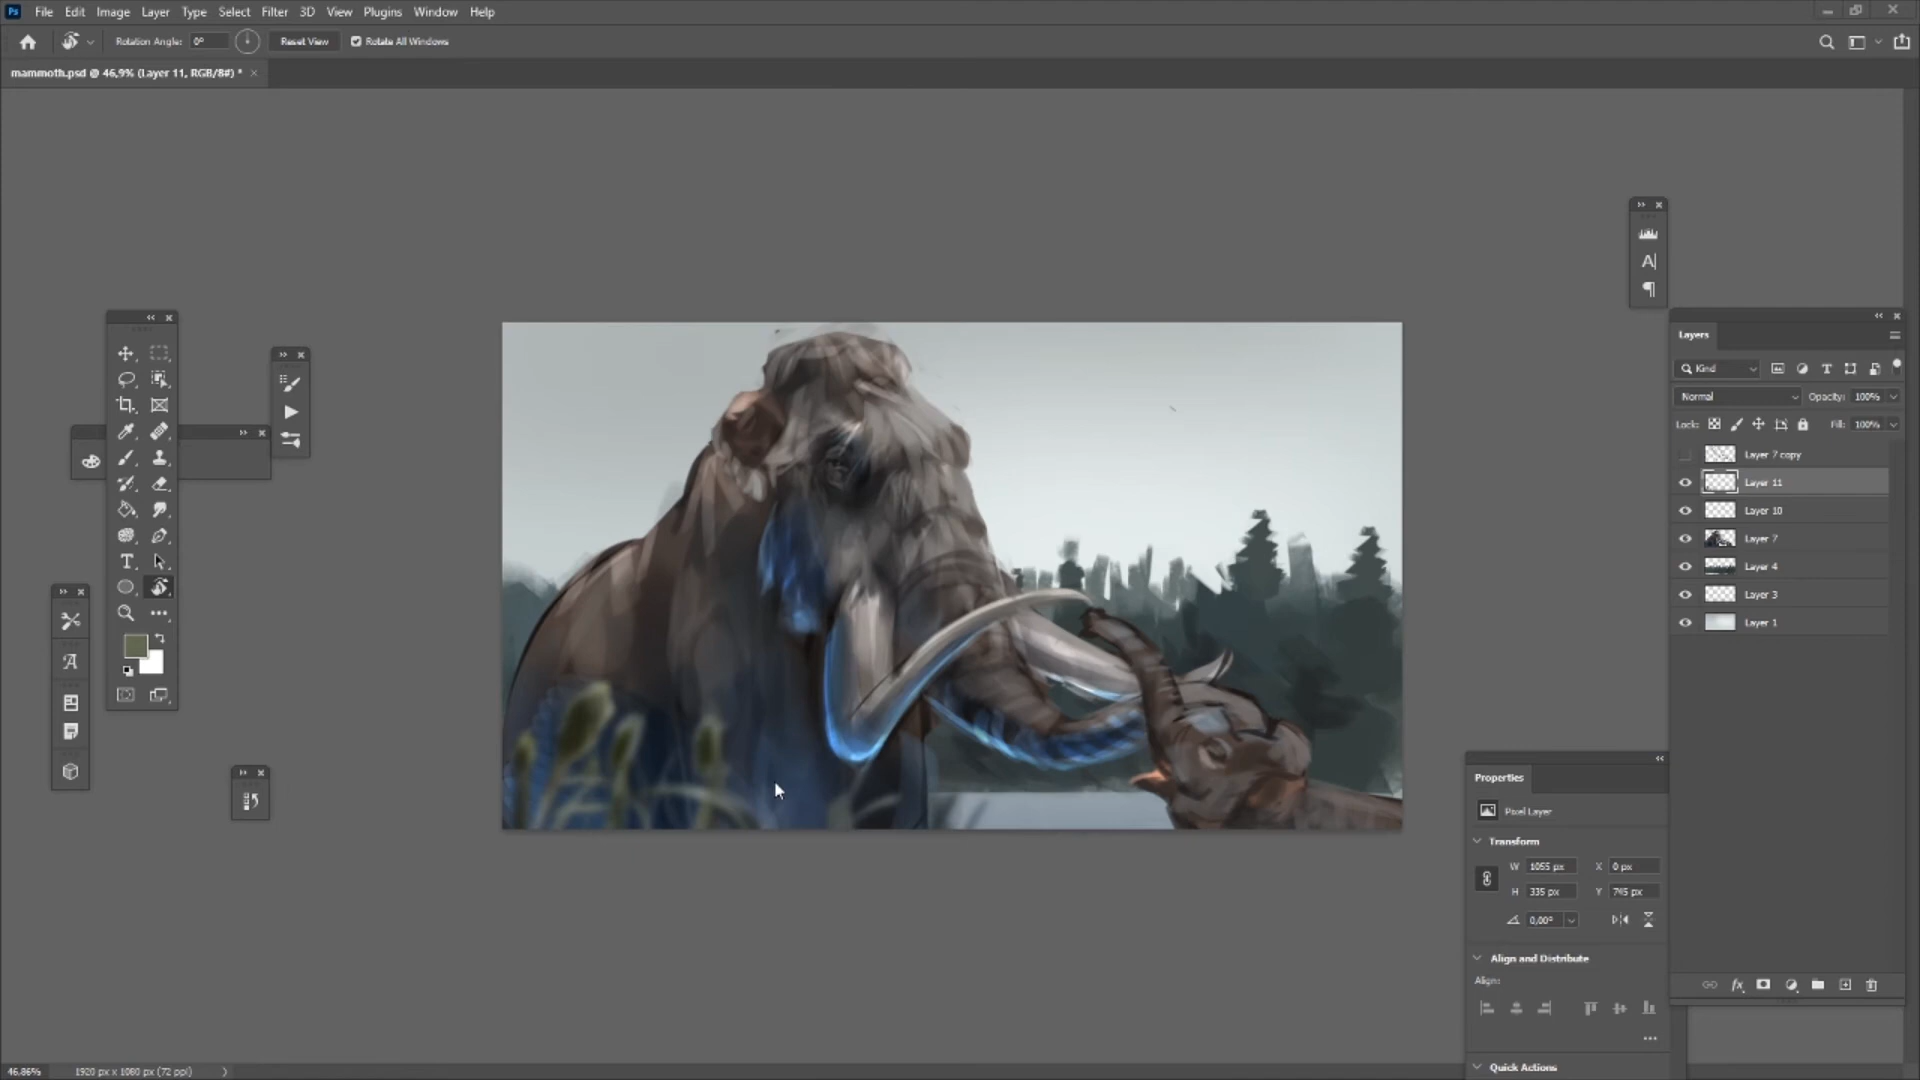 Ps File Edit Image Layer Type Select Filter 3D View Plugins Window Help
Rotation Angle: 0° Reset View Rotate All Windows
mammoth.psd @ 46,9% (Layer 11, RGB/8#) *
Layers
Kind
Normal Opacity: 100%
Lock: Fill: 100%
Layer 7 copy
Layer 11
Layer 10
Layer 7
Layer 4
Layer 3
Layer 1
Properties
Pixel Layer
Transform
W 1055 px X 0 px
H 335 px Y 745 px
0,00°
Align and Distribute
Align:
Quick Actions
46.86% 1920 px x 1080 px (72 ppi)